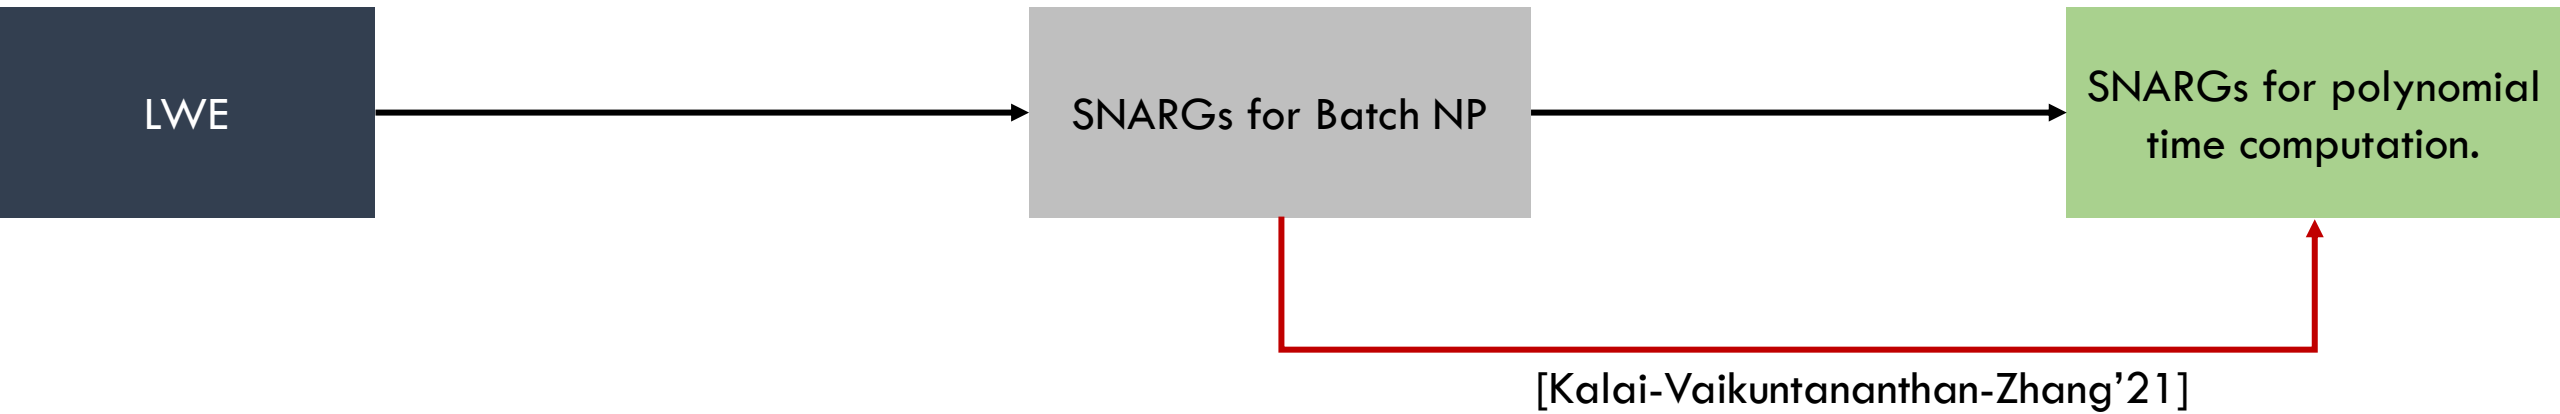 LWE
SNARGs for Batch NP
SNARGs for polynomial
time computation.
[Kalai-Vaikuntananthan-Zhang’21]